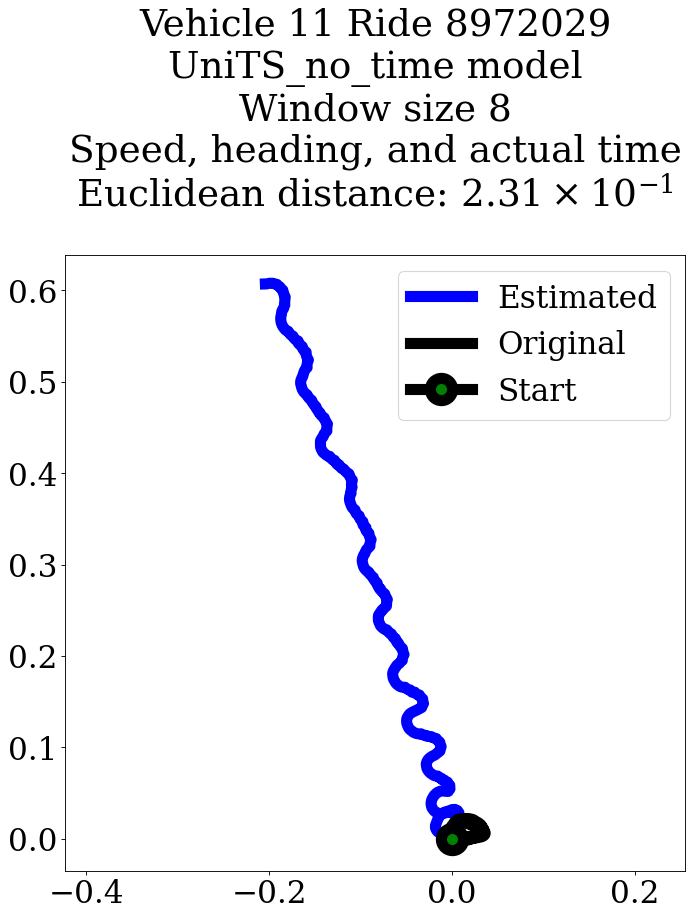 Vehicle 11 Ride 8972029
UniTS_no_time model
Window size 8
Speed, heading, and actual time
Euclidean distance: 2.31 × 10⁻¹
Estimated
Original
Start
0.6
0.5
0.4
0.3
0.2
0.1
0.0
−0.4
−0.2
0.0
0.2